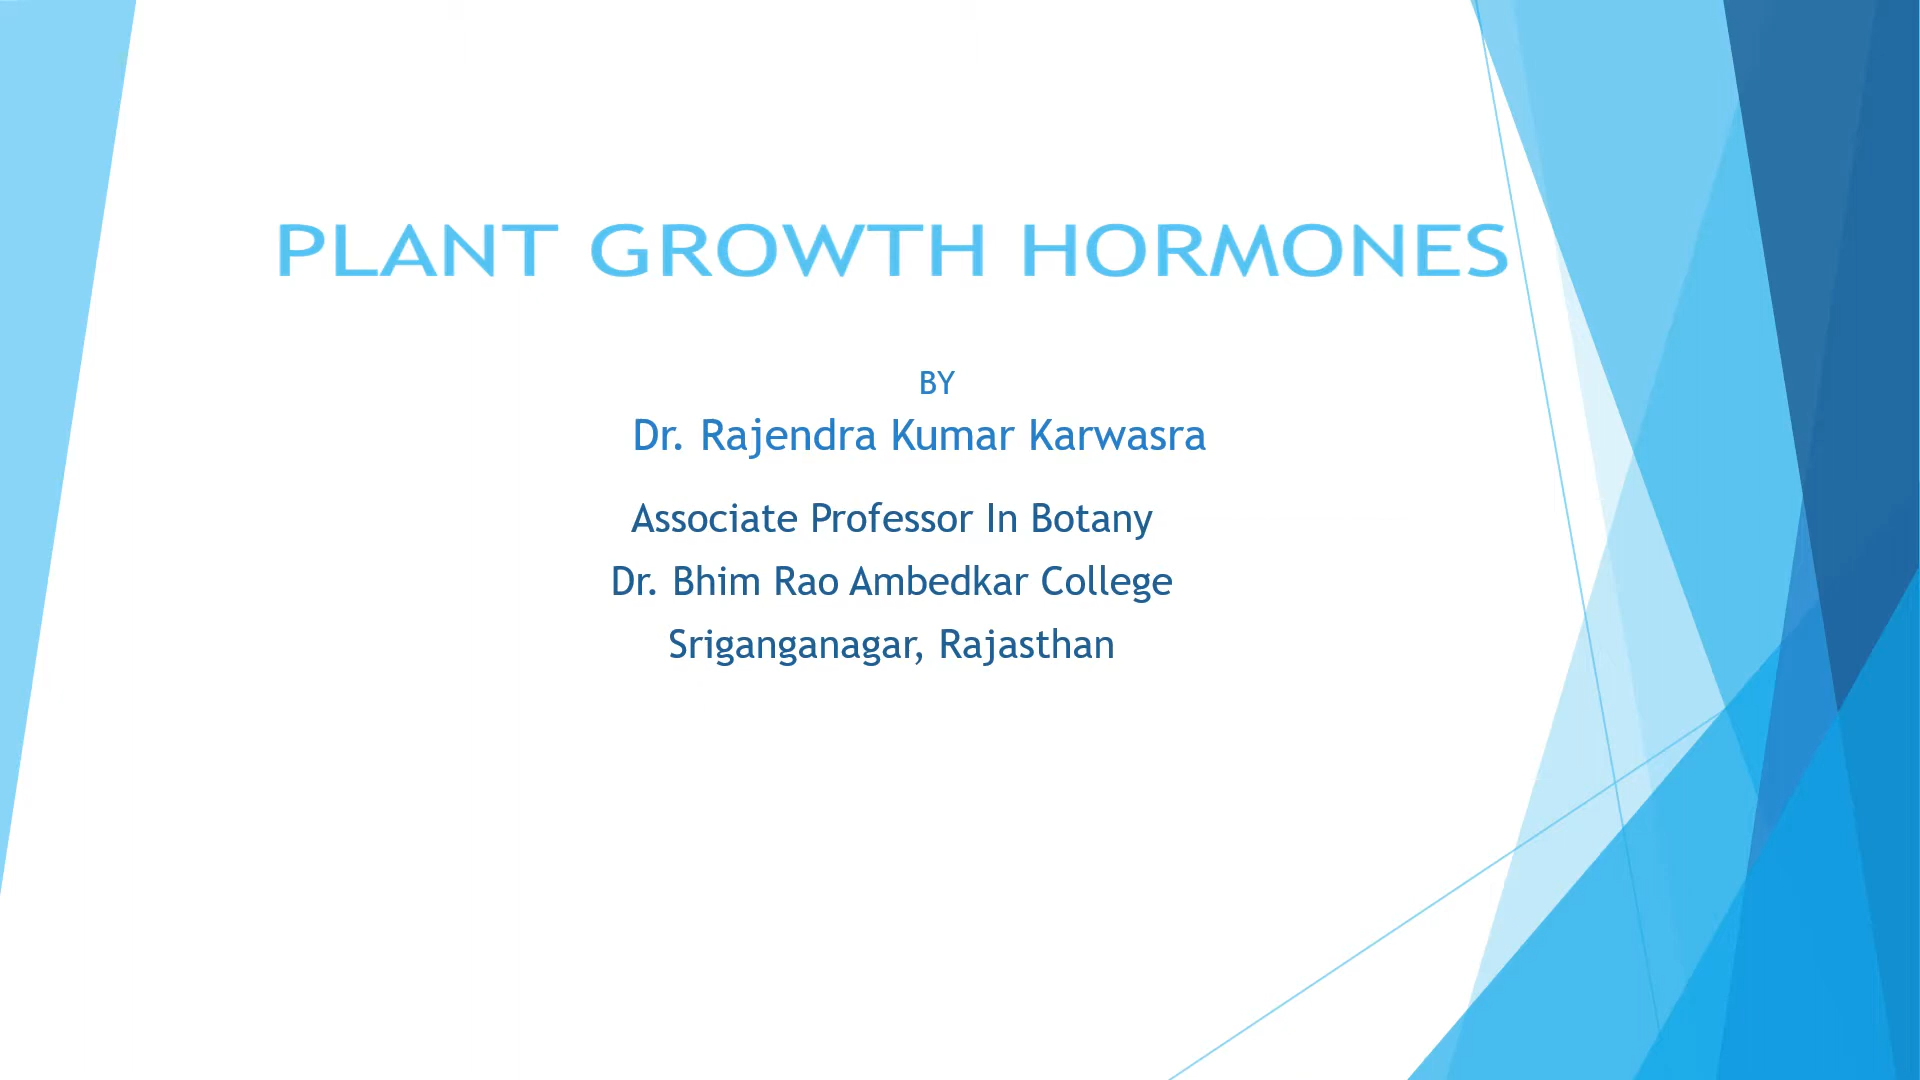 PLANT GROWTH HORMONES
BY
Dr. Rajendra Kumar Karwasra
Associate Professor In Botany
Dr. Bhim Rao Ambedkar College
Sriganganagar, Rajasthan